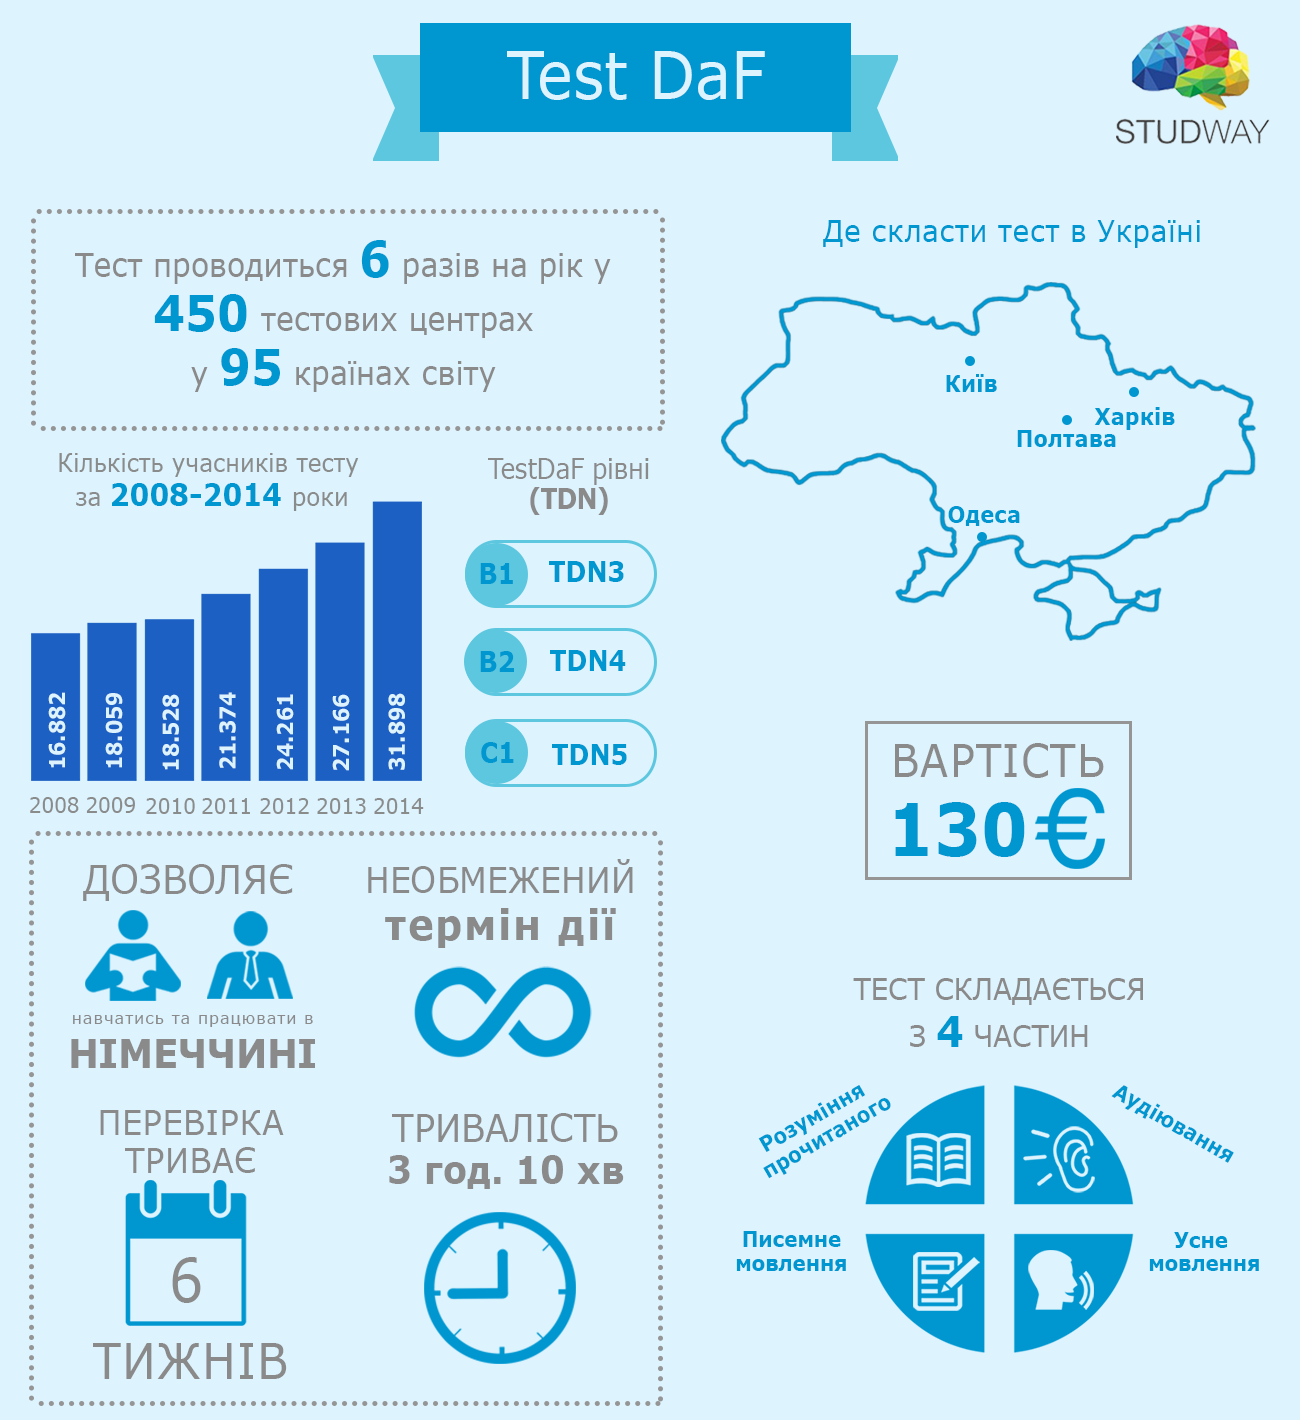 Test DaF
STUDWAY
Тест проводиться 6 разів на рік у
450 тестових центрах
у 95 країнах світу
Де скласти тест в Україні
Київ
Харків
Полтава
Одеса
Кількість учасників тесту
за 2008-2014 роки
16.882
18.059
18.528
21.374
24.261
27.166
31.898
2008 2009 2010 2011 2012 2013 2014
TestDaF рівні
(TDN)
B1 TDN3
B2 TDN4
C1 TDN5
ВАРТІСТЬ
130€
ДОЗВОЛЯЄ
навчатись та працювати в
НІМЕЧЧИНІ
НЕОБМЕЖЕНИЙ
термін дії
ПЕРЕВІРКА
ТРИВАЄ
6
ТИЖНІВ
ТРИВАЛІСТЬ
3 год. 10 хв
ТЕСТ СКЛАДАЄТЬСЯ
З 4 ЧАСТИН
Розуміння
прочитаного
Аудіювання
Писемне
мовлення
Усне
мовлення